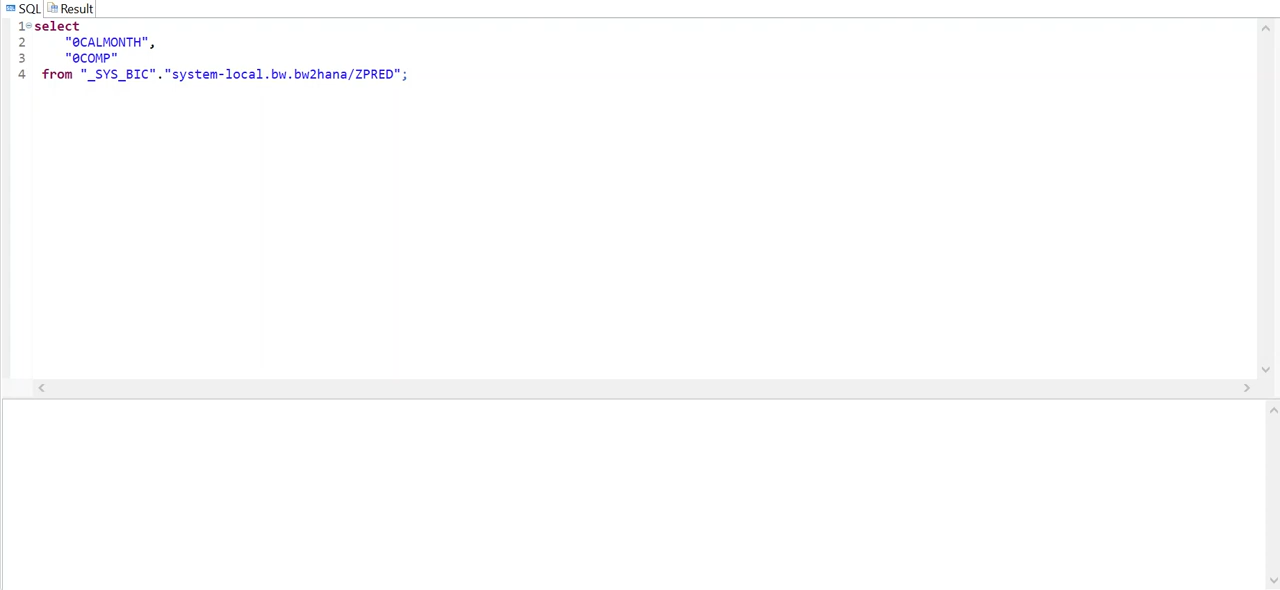 SQL Result
1 select
2 "0CALMONTH",
3 "0COMP"
4 from "_SYS_BIC"."system-local.bw.bw2hana/ZPRED";